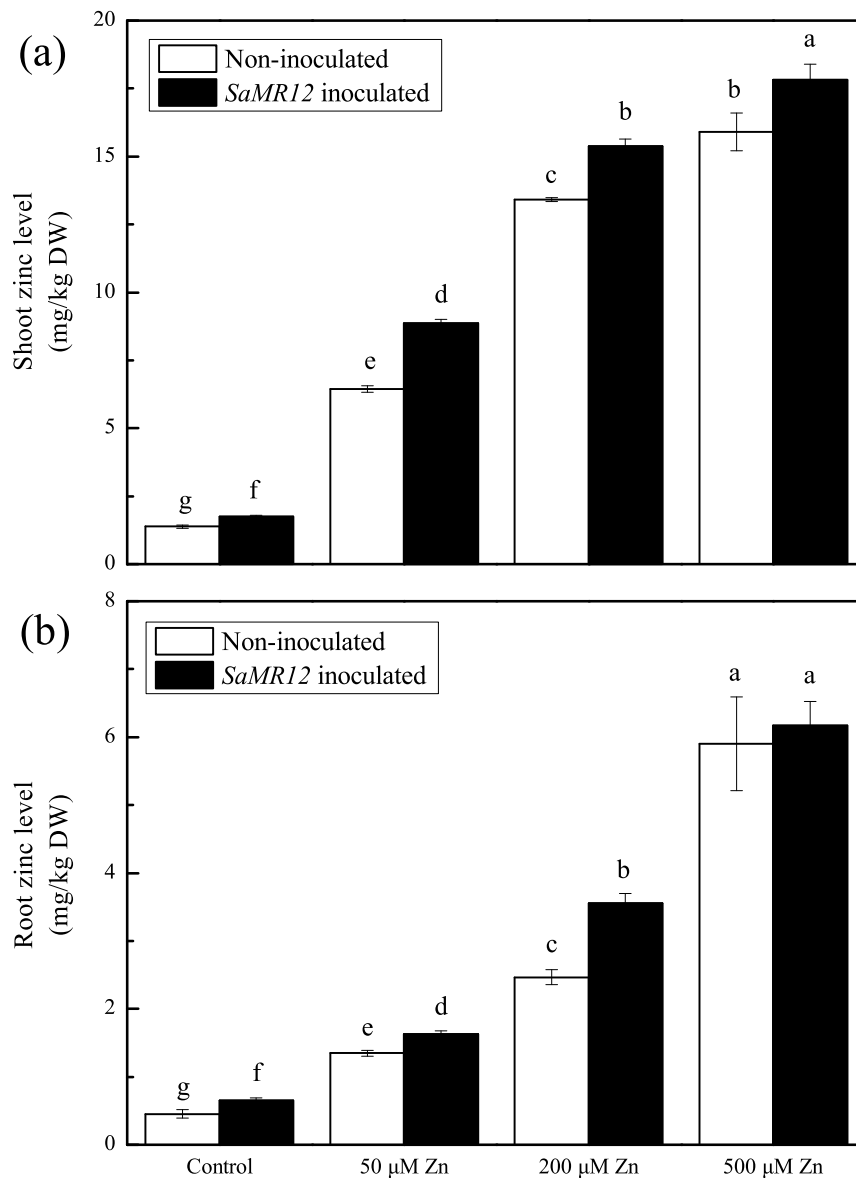 (a)
Non-inoculated
SaMR12 inoculated
Shoot zinc level
(mg/kg DW)
20
15
10
5
0
g
f
e
d
c
b
b
a
(b)
Non-inoculated
SaMR12 inoculated
Root zinc level
(mg/kg DW)
8
6
4
2
0
g
f
e
d
c
b
a
a
Control
50 μM Zn
200 μM Zn
500 μM Zn